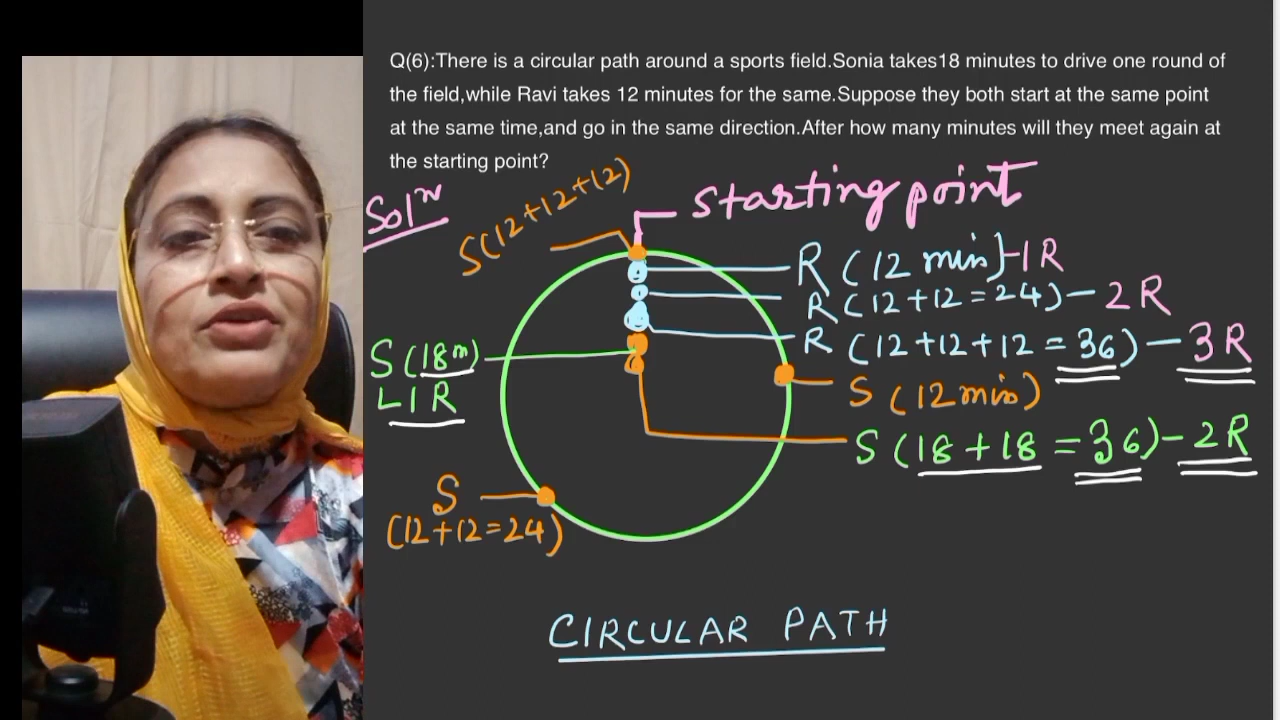 Q(6):There is a circular path around a sports field.Sonia takes18 minutes to drive one round of
the field,while Ravi takes 12 minutes for the same.Suppose they both start at the same point
at the same time,and go in the same direction.After how many minutes will they meet again at
the starting point?
Solⁿ
S(12+12+12)
Starting point
R (12 min)-1R
R (12+12=24)-2R
R (12+12+12=36)-3R
S (18m)
L1R
S (12min)
S (18+18=36)-2R
S
(12+12=24)
CIRCULAR PATH